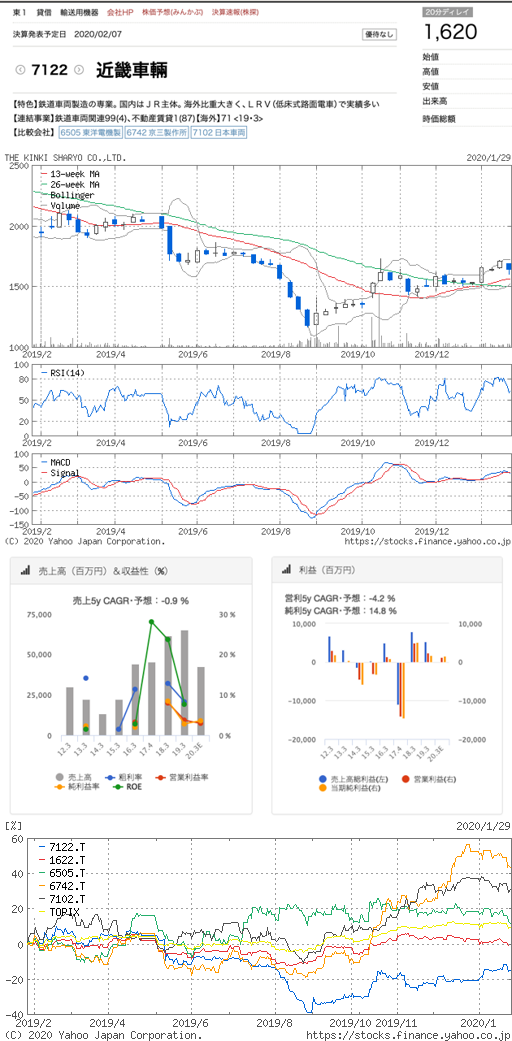 東1 貸借 輸送用機器 会社HP 株価予想(みんかぶ) 決算速報(株探)
20分ディレイ
決算発表予定日 2020/02/07
優待なし
1,620
7122 近畿車輛
始値
高値
安値
出来高
時価総額
【特色】鉄道車両製造の専業。国内はＪＲ主体。海外比重大きく、ＬＲＶ(低床式路面電車)で実績多い
【連結事業】鉄道車両関連99(4)、不動産賃貸1(87)【海外】71 <19・3>
【比較会社】 6505 東洋電機製 6742 京三製作所 7102 日本車両
THE KINKI SHARYO CO.,LTD.
2020/1/29
2500
2000
1500
1000
13-week MA
26-week MA
Bollinger
Volume
2019/2 2019/4 2019/6 2019/8 2019/10 2019/12
100
80
50
20
0
RSI(14)
2019/2 2019/4 2019/6 2019/8 2019/10 2019/12
100
50
0
-50
-100
-150
MACD
Signal
2019/2 2019/4 2019/6 2019/8 2019/10 2019/12
(C) 2020 Yahoo Japan Corporation.
https://stocks.finance.yahoo.co.jp/
売上高（百万円）＆収益性（％）
売上5y CAGR・予想：-0.9 %
75,000
50,000
25,000
0
30 %
20 %
10 %
0 %
12.3 13.3 14.3 15.3 16.3 17.4 18.3 19.3 20.3E
売上高 粗利率 営業利益率
純利益率 ROE
利益（百万円）
営利5y CAGR・予想：-4.2 %
純利5y CAGR・予想：14.8 %
10,000
0
-10,000
-20,000
10,000
0
-10,000
-20,000
12.3 13.3 14.3 15.3 16.3 17.4 18.3 19.3 20.3E
売上高総利益(左) 営業利益(右)
当期純利益(右)
[%]
2020/1/29
60
40
20
0
-20
-40
7122.T
1622.T
6505.T
6742.T
7102.T
TOPIX
2019/2 2019/4 2019/6 2019/8 2019/10 2019/11 2020/1
(C) 2020 Yahoo Japan Corporation.
https://stocks.finance.yahoo.co.jp/